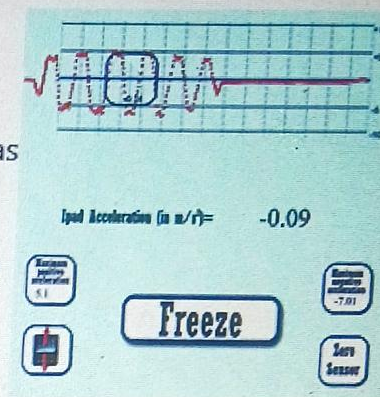 as
Ipad Acceleration (in m/s²)= -0.09
Maximum
positive
acceleration
5.1
Maximum
negative
acceleration
-7.01
Freeze
Zero
Sensor